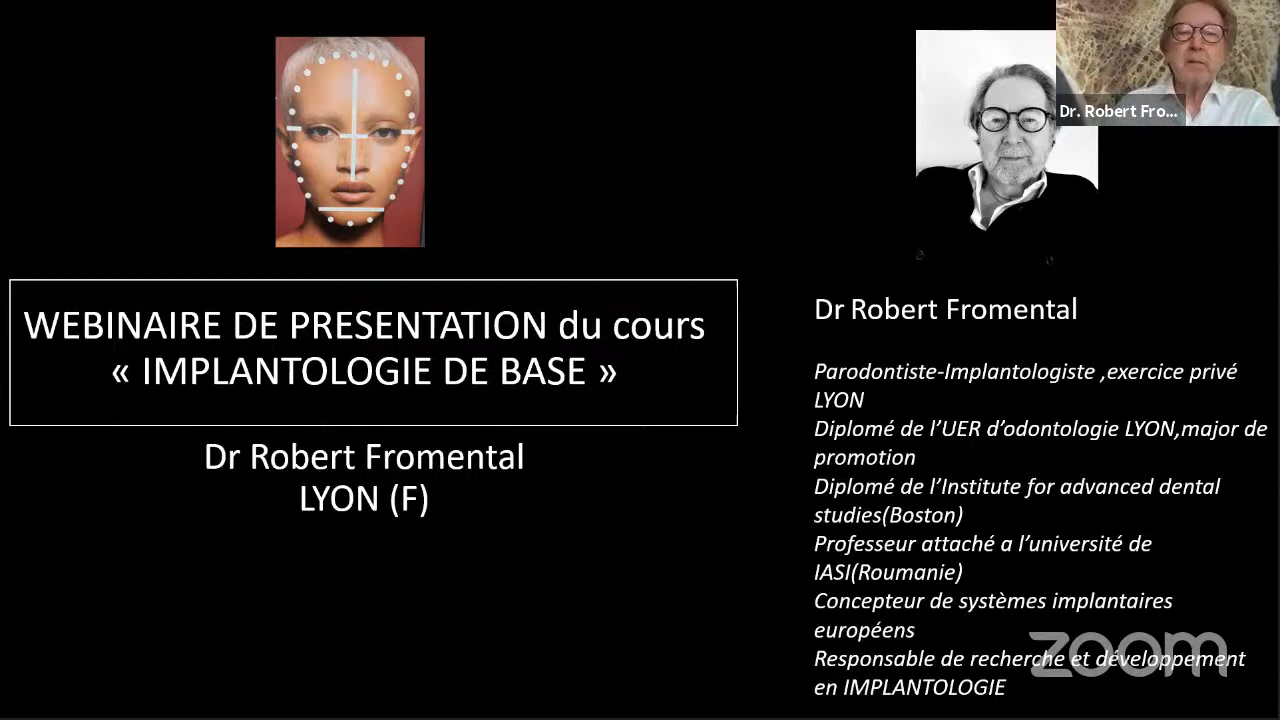 Dr. Robert Fro...
WEBINAIRE DE PRESENTATION du cours
« IMPLANTOLOGIE DE BASE »
Dr Robert Fromental
LYON (F)
Dr Robert Fromental
Parodontiste-Implantologiste ,exercice privé
LYON
Diplomé de l’UER d’odontologie LYON,major de
promotion
Diplomé de l’Institute for advanced dental
studies(Boston)
Professeur attaché a l’université de
IASI(Roumanie)
Concepteur de systèmes implantaires
européens
Responsable de recherche et développement
en IMPLANTOLOGIE
zoom